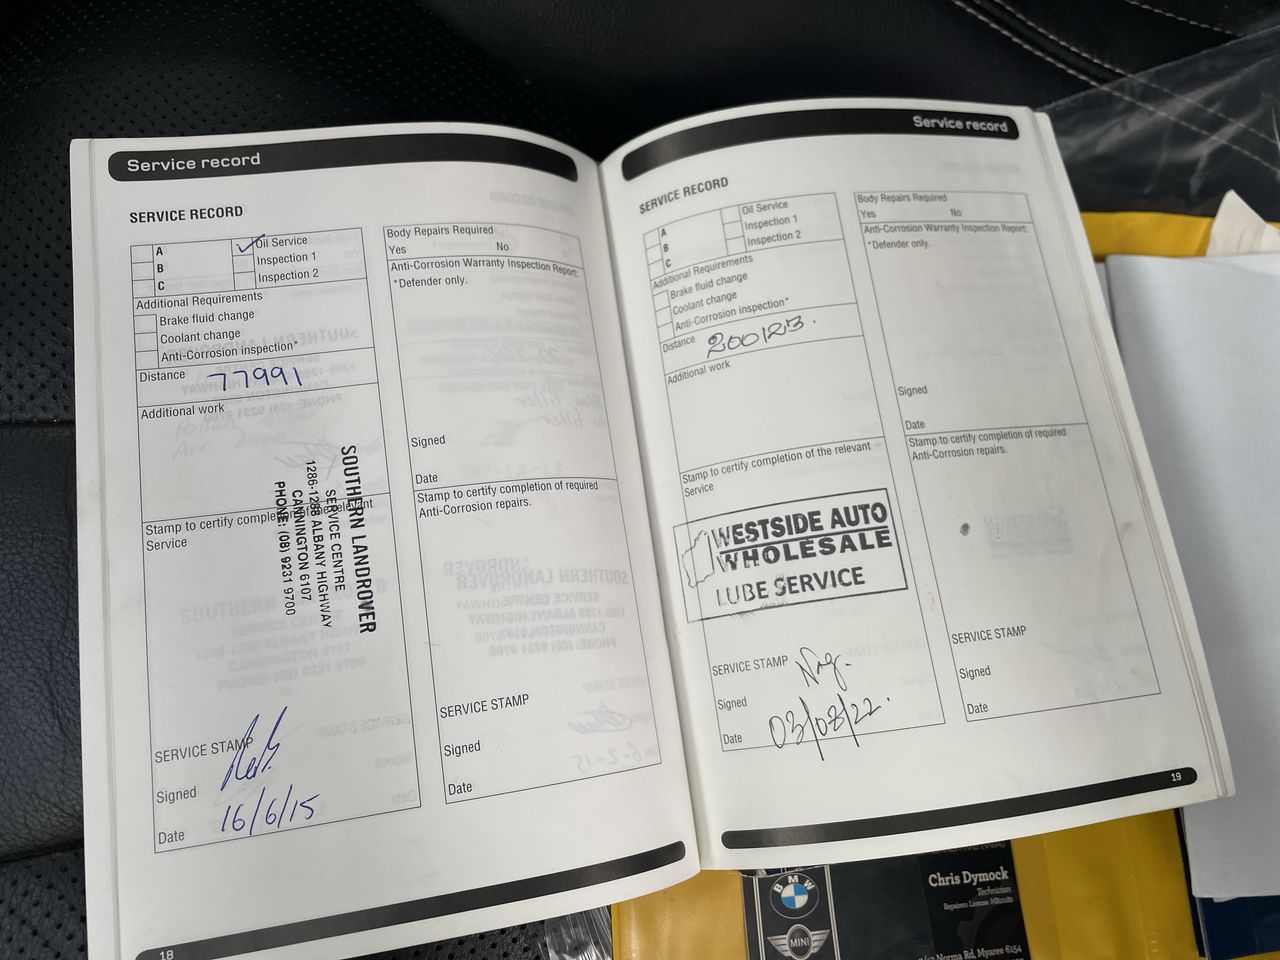 Service record
SERVICE RECORD
A
B
C
Oil Service
Inspection 1
Inspection 2
Additional Requirements
Brake fluid change
Coolant change
Anti-Corrosion inspection*
Distance 77991
Additional work
Stamp to certify completion of the relevant
Service
SOUTHERN LANDROVER
SERVICE CENTRE
1286-1288 ALBANY HIGHWAY
CANNINGTON 6107
PHONE: (08) 9231 9700
SERVICE STAMP
Signed
Date 16/6/15
Body Repairs Required
Yes No
Anti-Corrosion Warranty Inspection Report:
*Defender only.
Signed
Date
Stamp to certify completion of required
Anti-Corrosion repairs.
SERVICE STAMP
Signed
Date
18
Service record
SERVICE RECORD
A
B
C
Oil Service
Inspection 1
Inspection 2
Additional Requirements
Brake fluid change
Coolant change
Anti-Corrosion inspection*
Distance 200123.
Additional work
Stamp to certify completion of the relevant
Service
WESTSIDE AUTO
WHOLESALE
LUBE SERVICE
SERVICE STAMP
Signed
Date 03/08/22.
Body Repairs Required
Yes No
Anti-Corrosion Warranty Inspection Report:
*Defender only.
Signed
Date
Stamp to certify completion of required
Anti-Corrosion repairs.
SERVICE STAMP
Signed
Date
19
BMW
MINI
Chris Dymock
Technician
Repairers License
Norma Rd, Myaree 6154